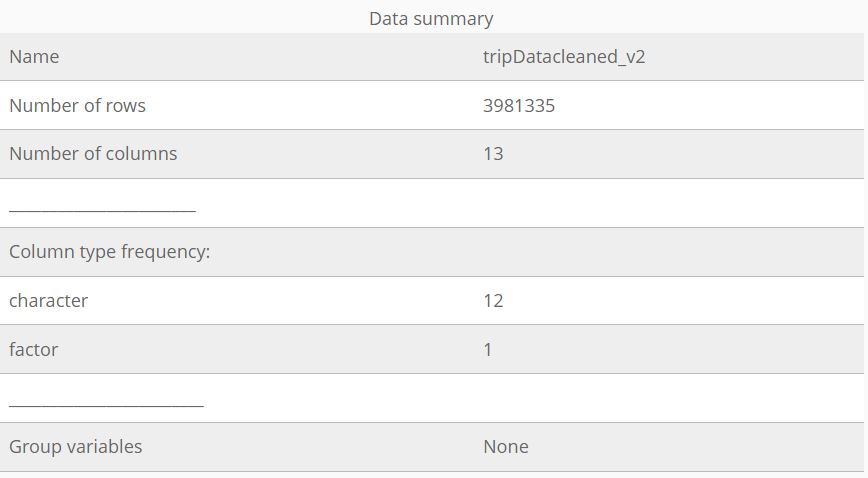 Data summary
Name tripDatacleaned_v2
Number of rows 3981335
Number of columns 13
_______________________
Column type frequency:
character 12
factor 1
________________________
Group variables None